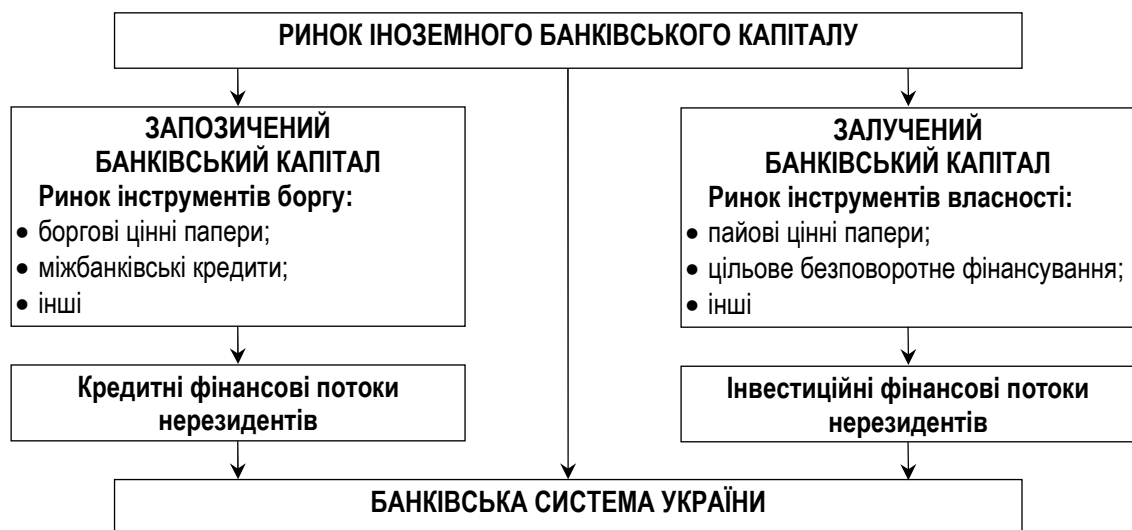 РИНОК ІНОЗЕМНОГО БАНКІВСЬКОГО КАПІТАЛУ
ЗАПОЗИЧЕНИЙ
БАНКІВСЬКИЙ КАПІТАЛ
Ринок інструментів боргу:
• боргові цінні папери;
• міжбанківські кредити;
• інші
ЗАЛУЧЕНИЙ
БАНКІВСЬКИЙ КАПІТАЛ
Ринок інструментів власності:
• пайові цінні папери;
• цільове безповоротне фінансування;
• інші
Кредитні фінансові потоки
нерезидентів
Інвестиційні фінансові потоки
нерезидентів
БАНКІВСЬКА СИСТЕМА УКРАЇНИ